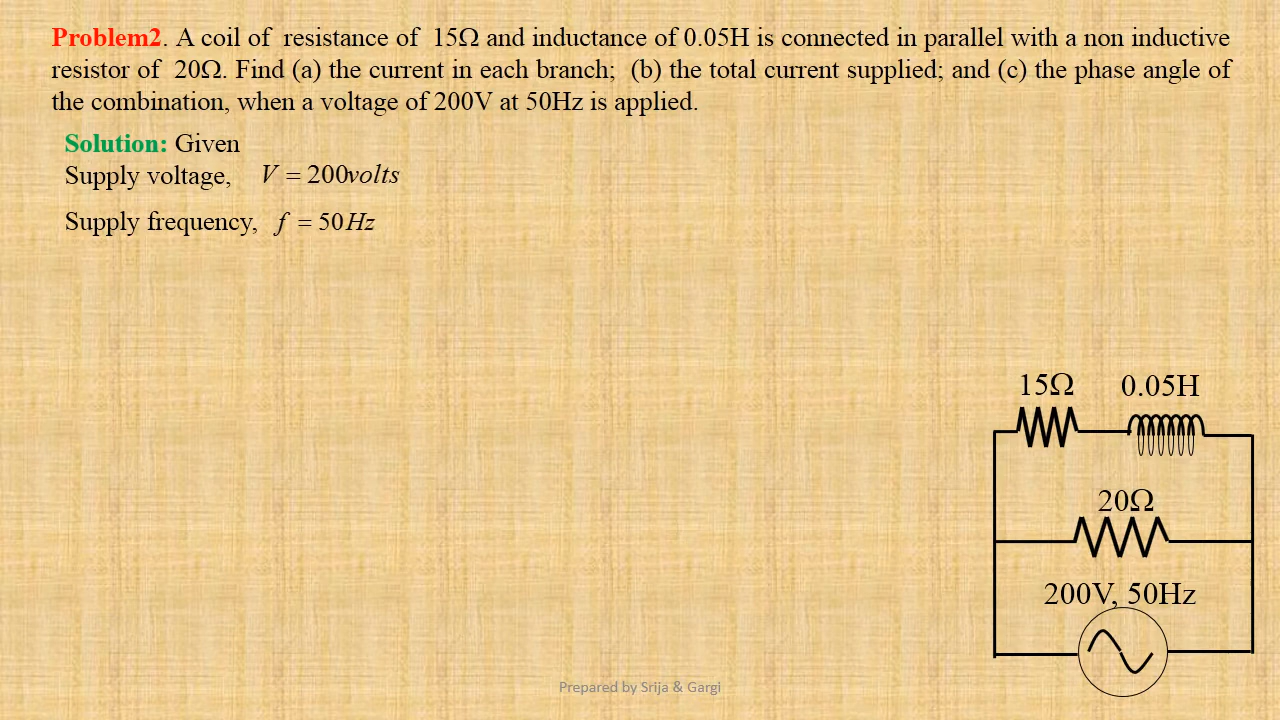 Problem2. A coil of resistance of 15Ω and inductance of 0.05H is connected in parallel with a non inductive
resistor of 20Ω. Find (a) the current in each branch; (b) the total current supplied; and (c) the phase angle of
the combination, when a voltage of 200V at 50Hz is applied.
Solution: Given
Supply voltage, V = 200volts
Supply frequency, f = 50Hz
15Ω 0.05H
20Ω
200V, 50Hz
Prepared by Srija & Gargi